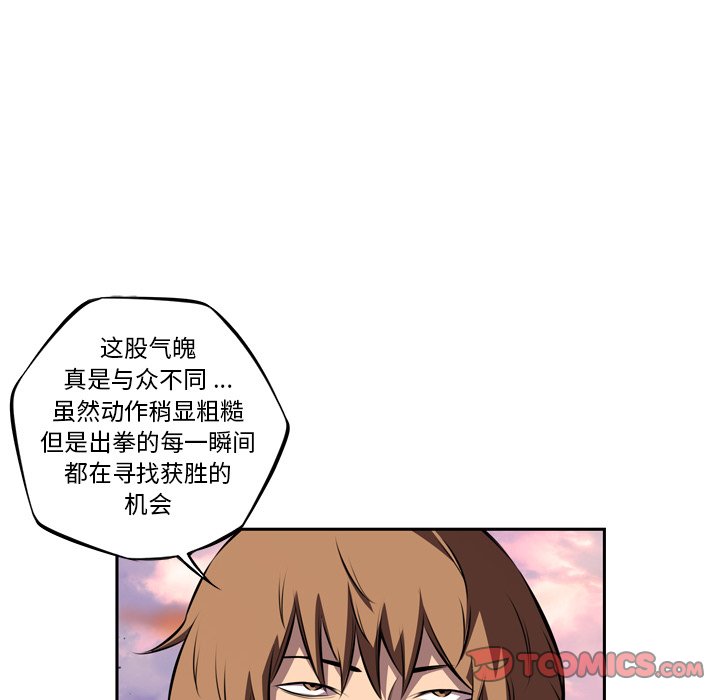 这股气魄
真是与众不同...
虽然动作稍显粗糙
但是出拳的每一瞬间
都在寻找获胜的
机会
TOOMICS.COM